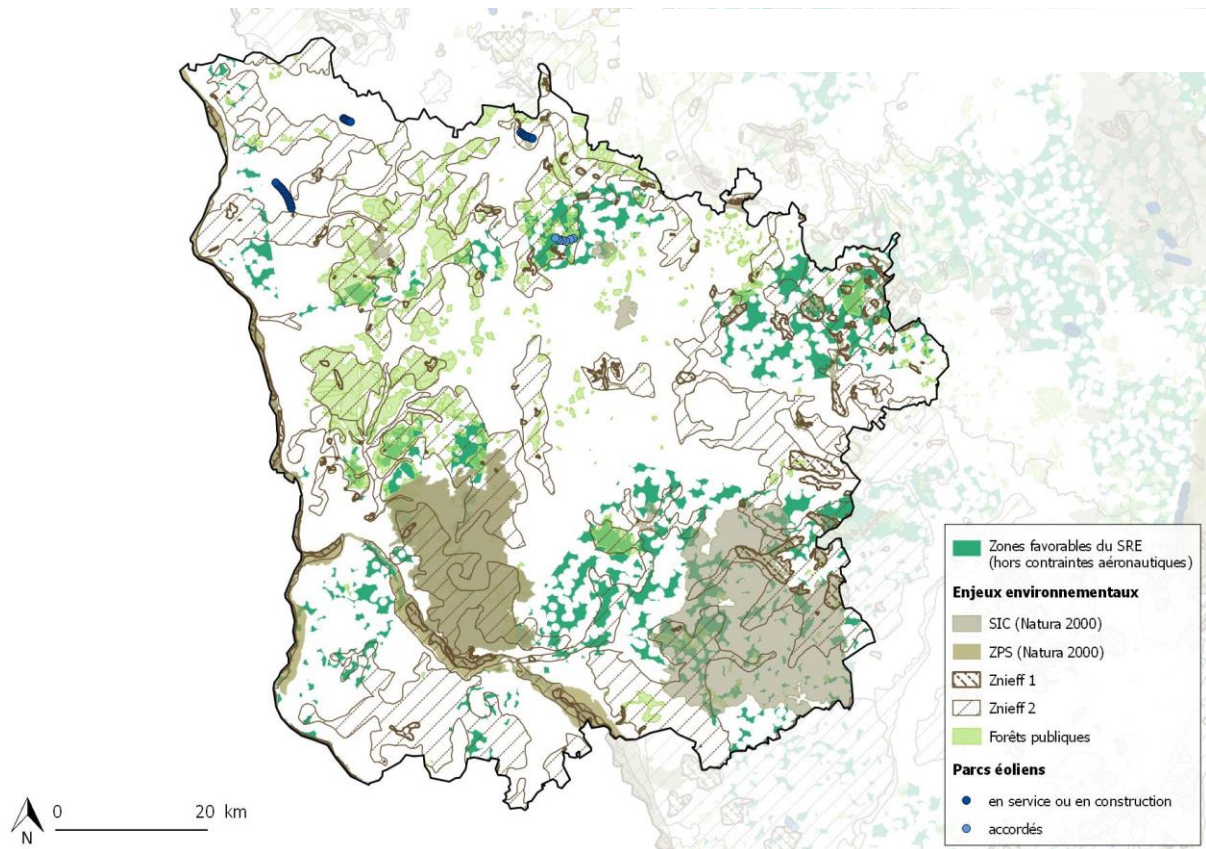 Zones favorables du SRE
(hors contraintes aéronautiques)
Enjeux environnementaux
SIC (Natura 2000)
ZPS (Natura 2000)
Znieff 1
Znieff 2
Forêts publiques
Parcs éoliens
en service ou en construction
accordés
0 20 km
N